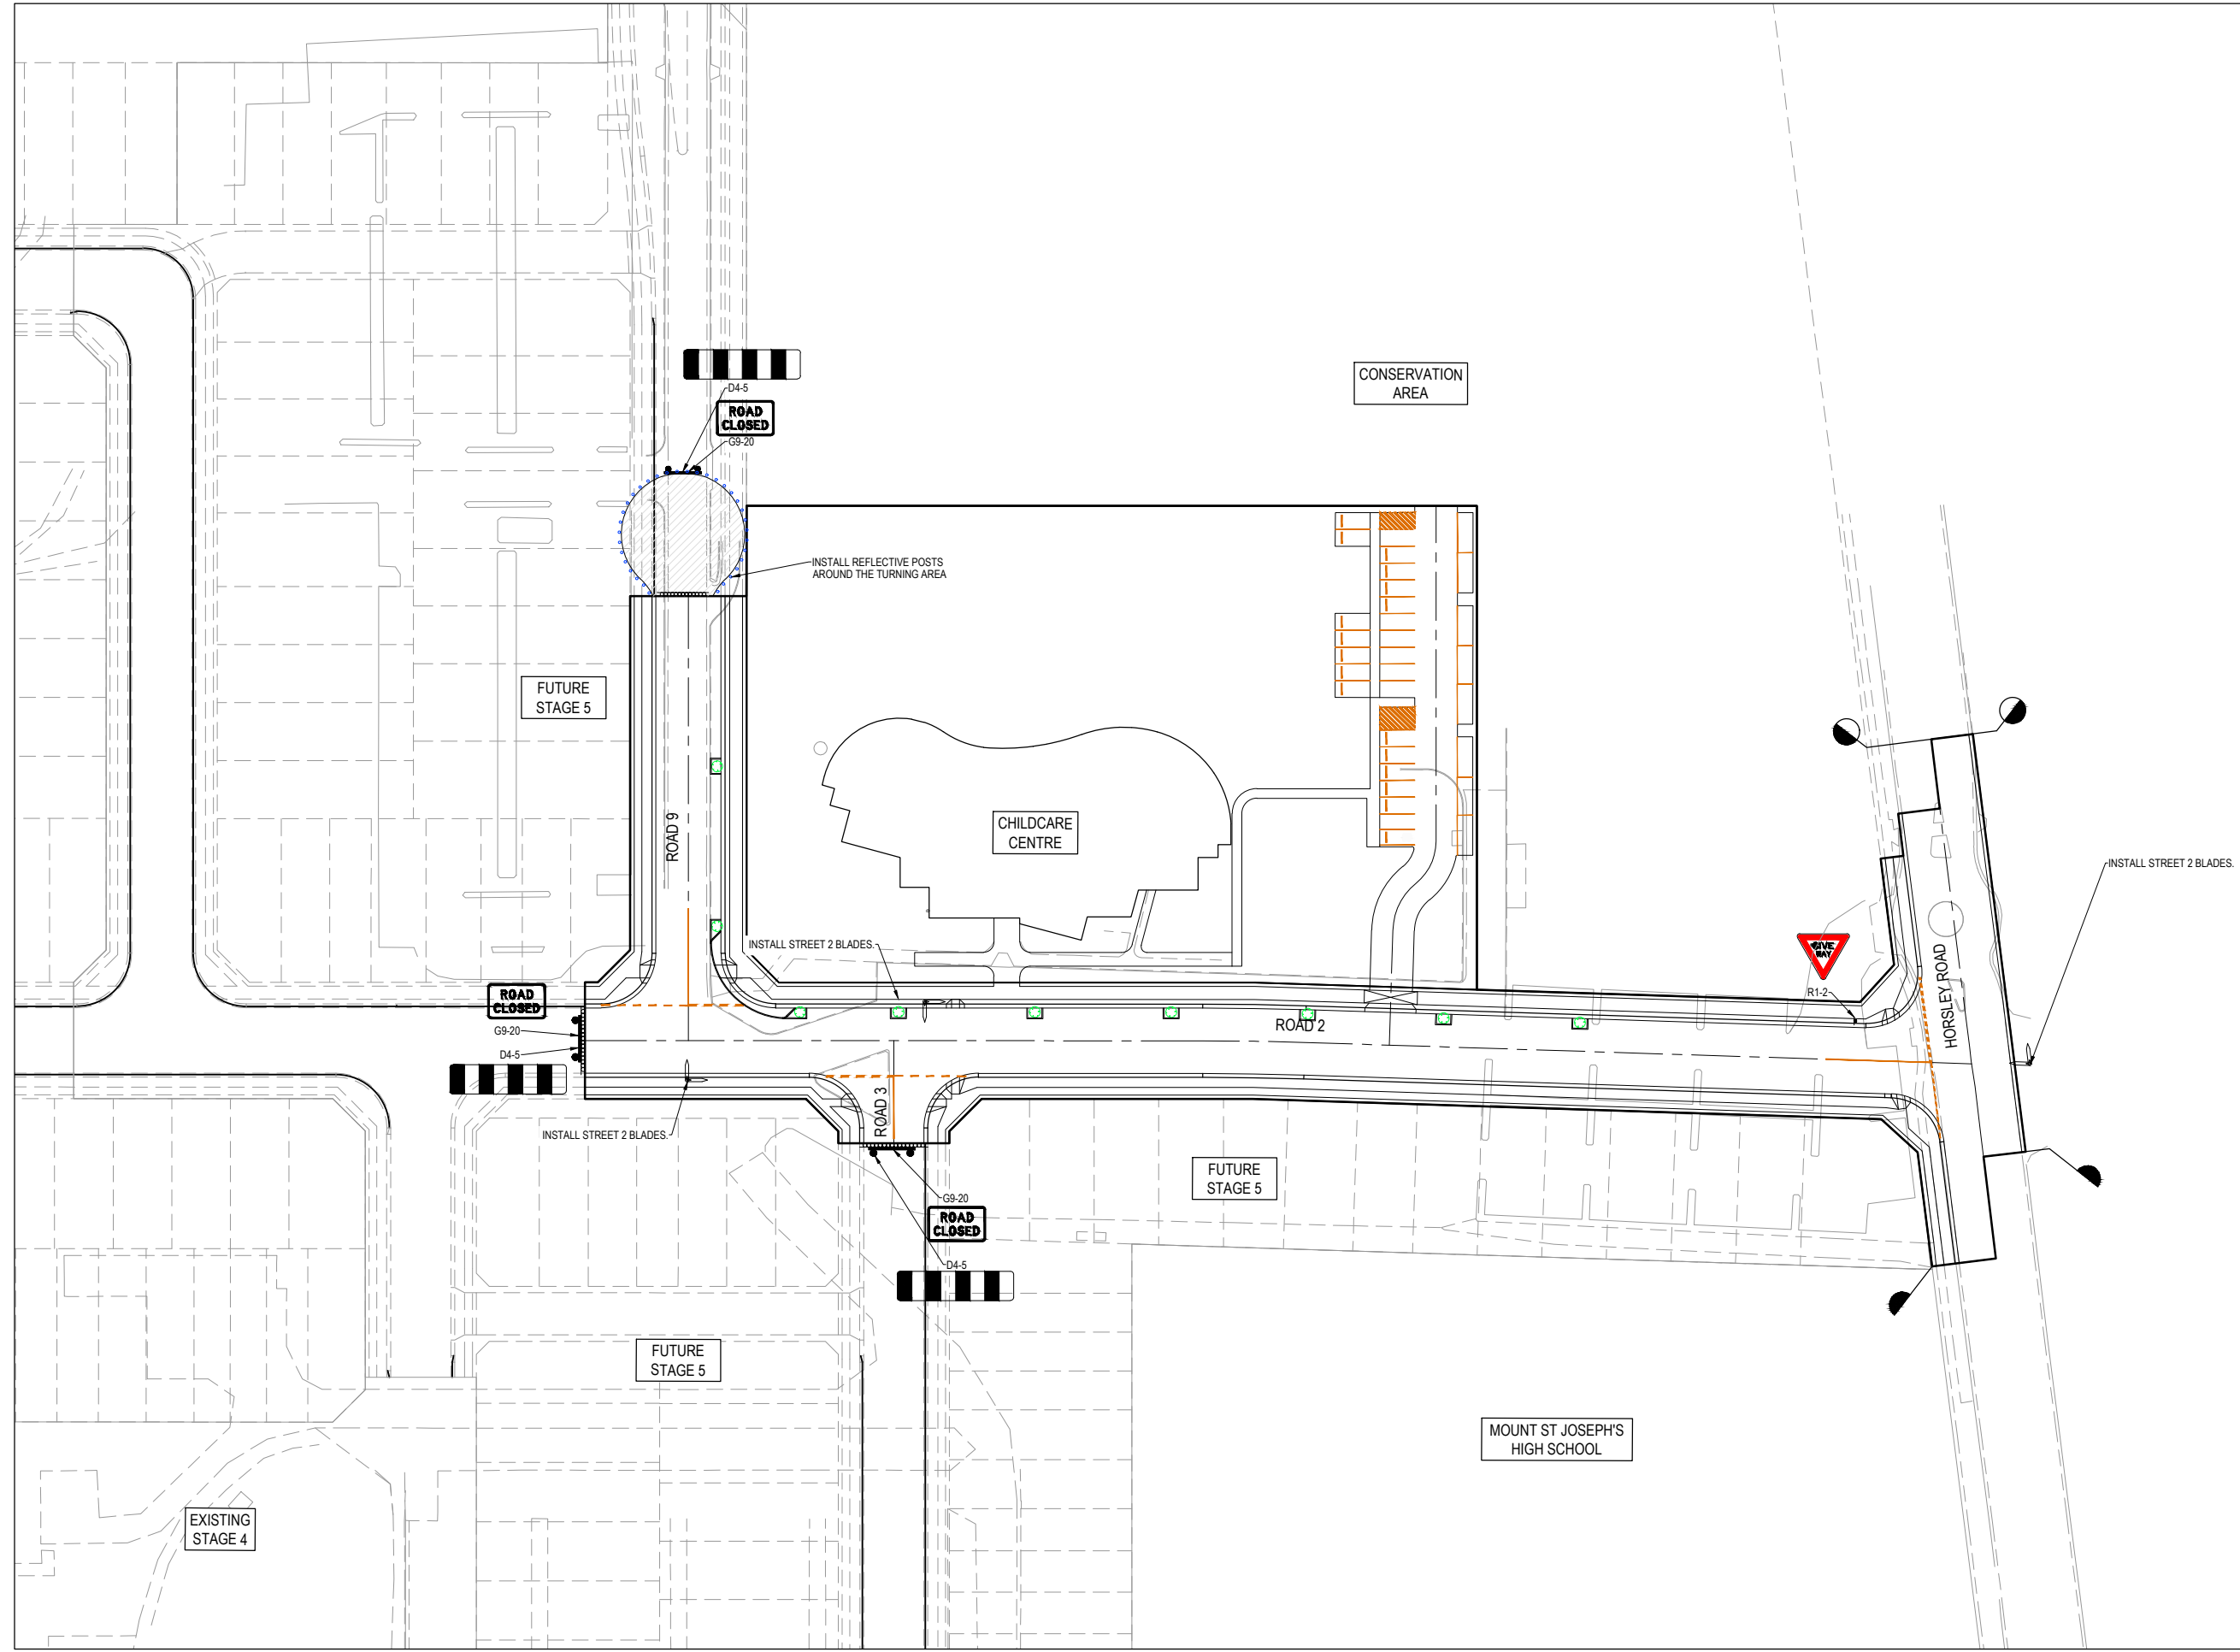 D4-5
ROAD
CLOSED
G9-20
CONSERVATION
AREA
INSTALL REFLECTIVE POSTS
AROUND THE TURNING AREA
FUTURE
STAGE 5
ROAD 9
CHILDCARE
CENTRE
INSTALL STREET 2 BLADES.
INSTALL STREET 2 BLADES.
GIVE
WAY
R1-2
HORSLEY ROAD
ROAD
CLOSED
G9-20
D4-5
ROAD 2
INSTALL STREET 2 BLADES.
ROAD 3
FUTURE
STAGE 5
G9-20
ROAD
CLOSED
D4-5
FUTURE
STAGE 5
MOUNT ST JOSEPH'S
HIGH SCHOOL
EXISTING
STAGE 4